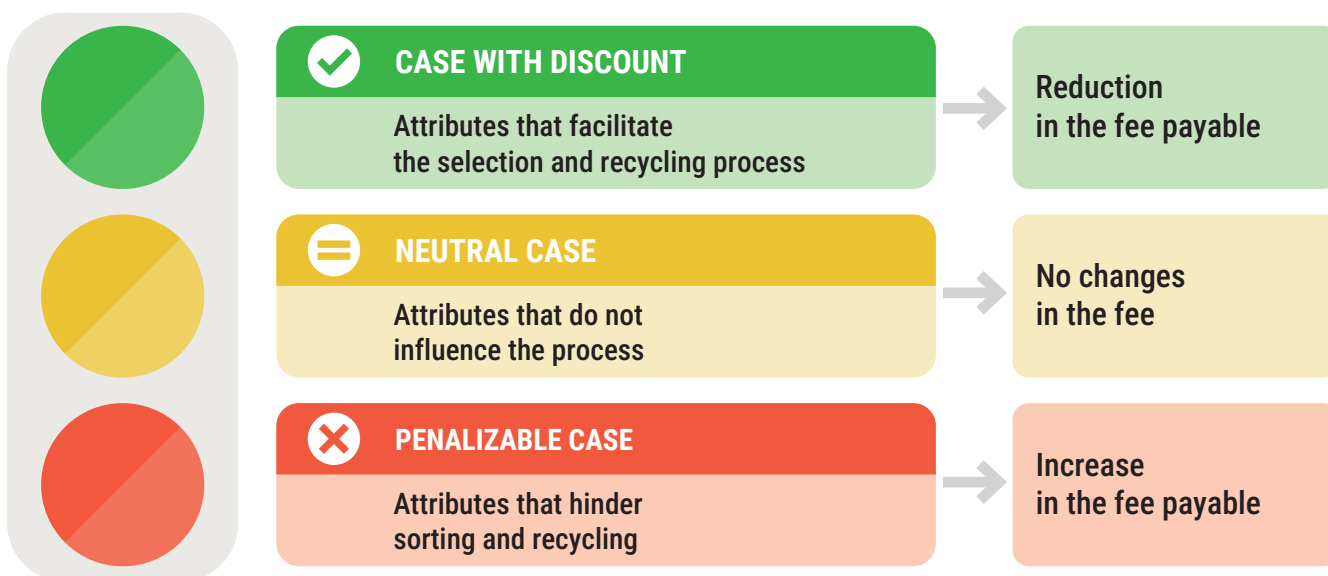 CASE WITH DISCOUNT
Attributes that facilitate
the selection and recycling process
Reduction
in the fee payable
NEUTRAL CASE
Attributes that do not
influence the process
No changes
in the fee
PENALIZABLE CASE
Attributes that hinder
sorting and recycling
Increase
in the fee payable